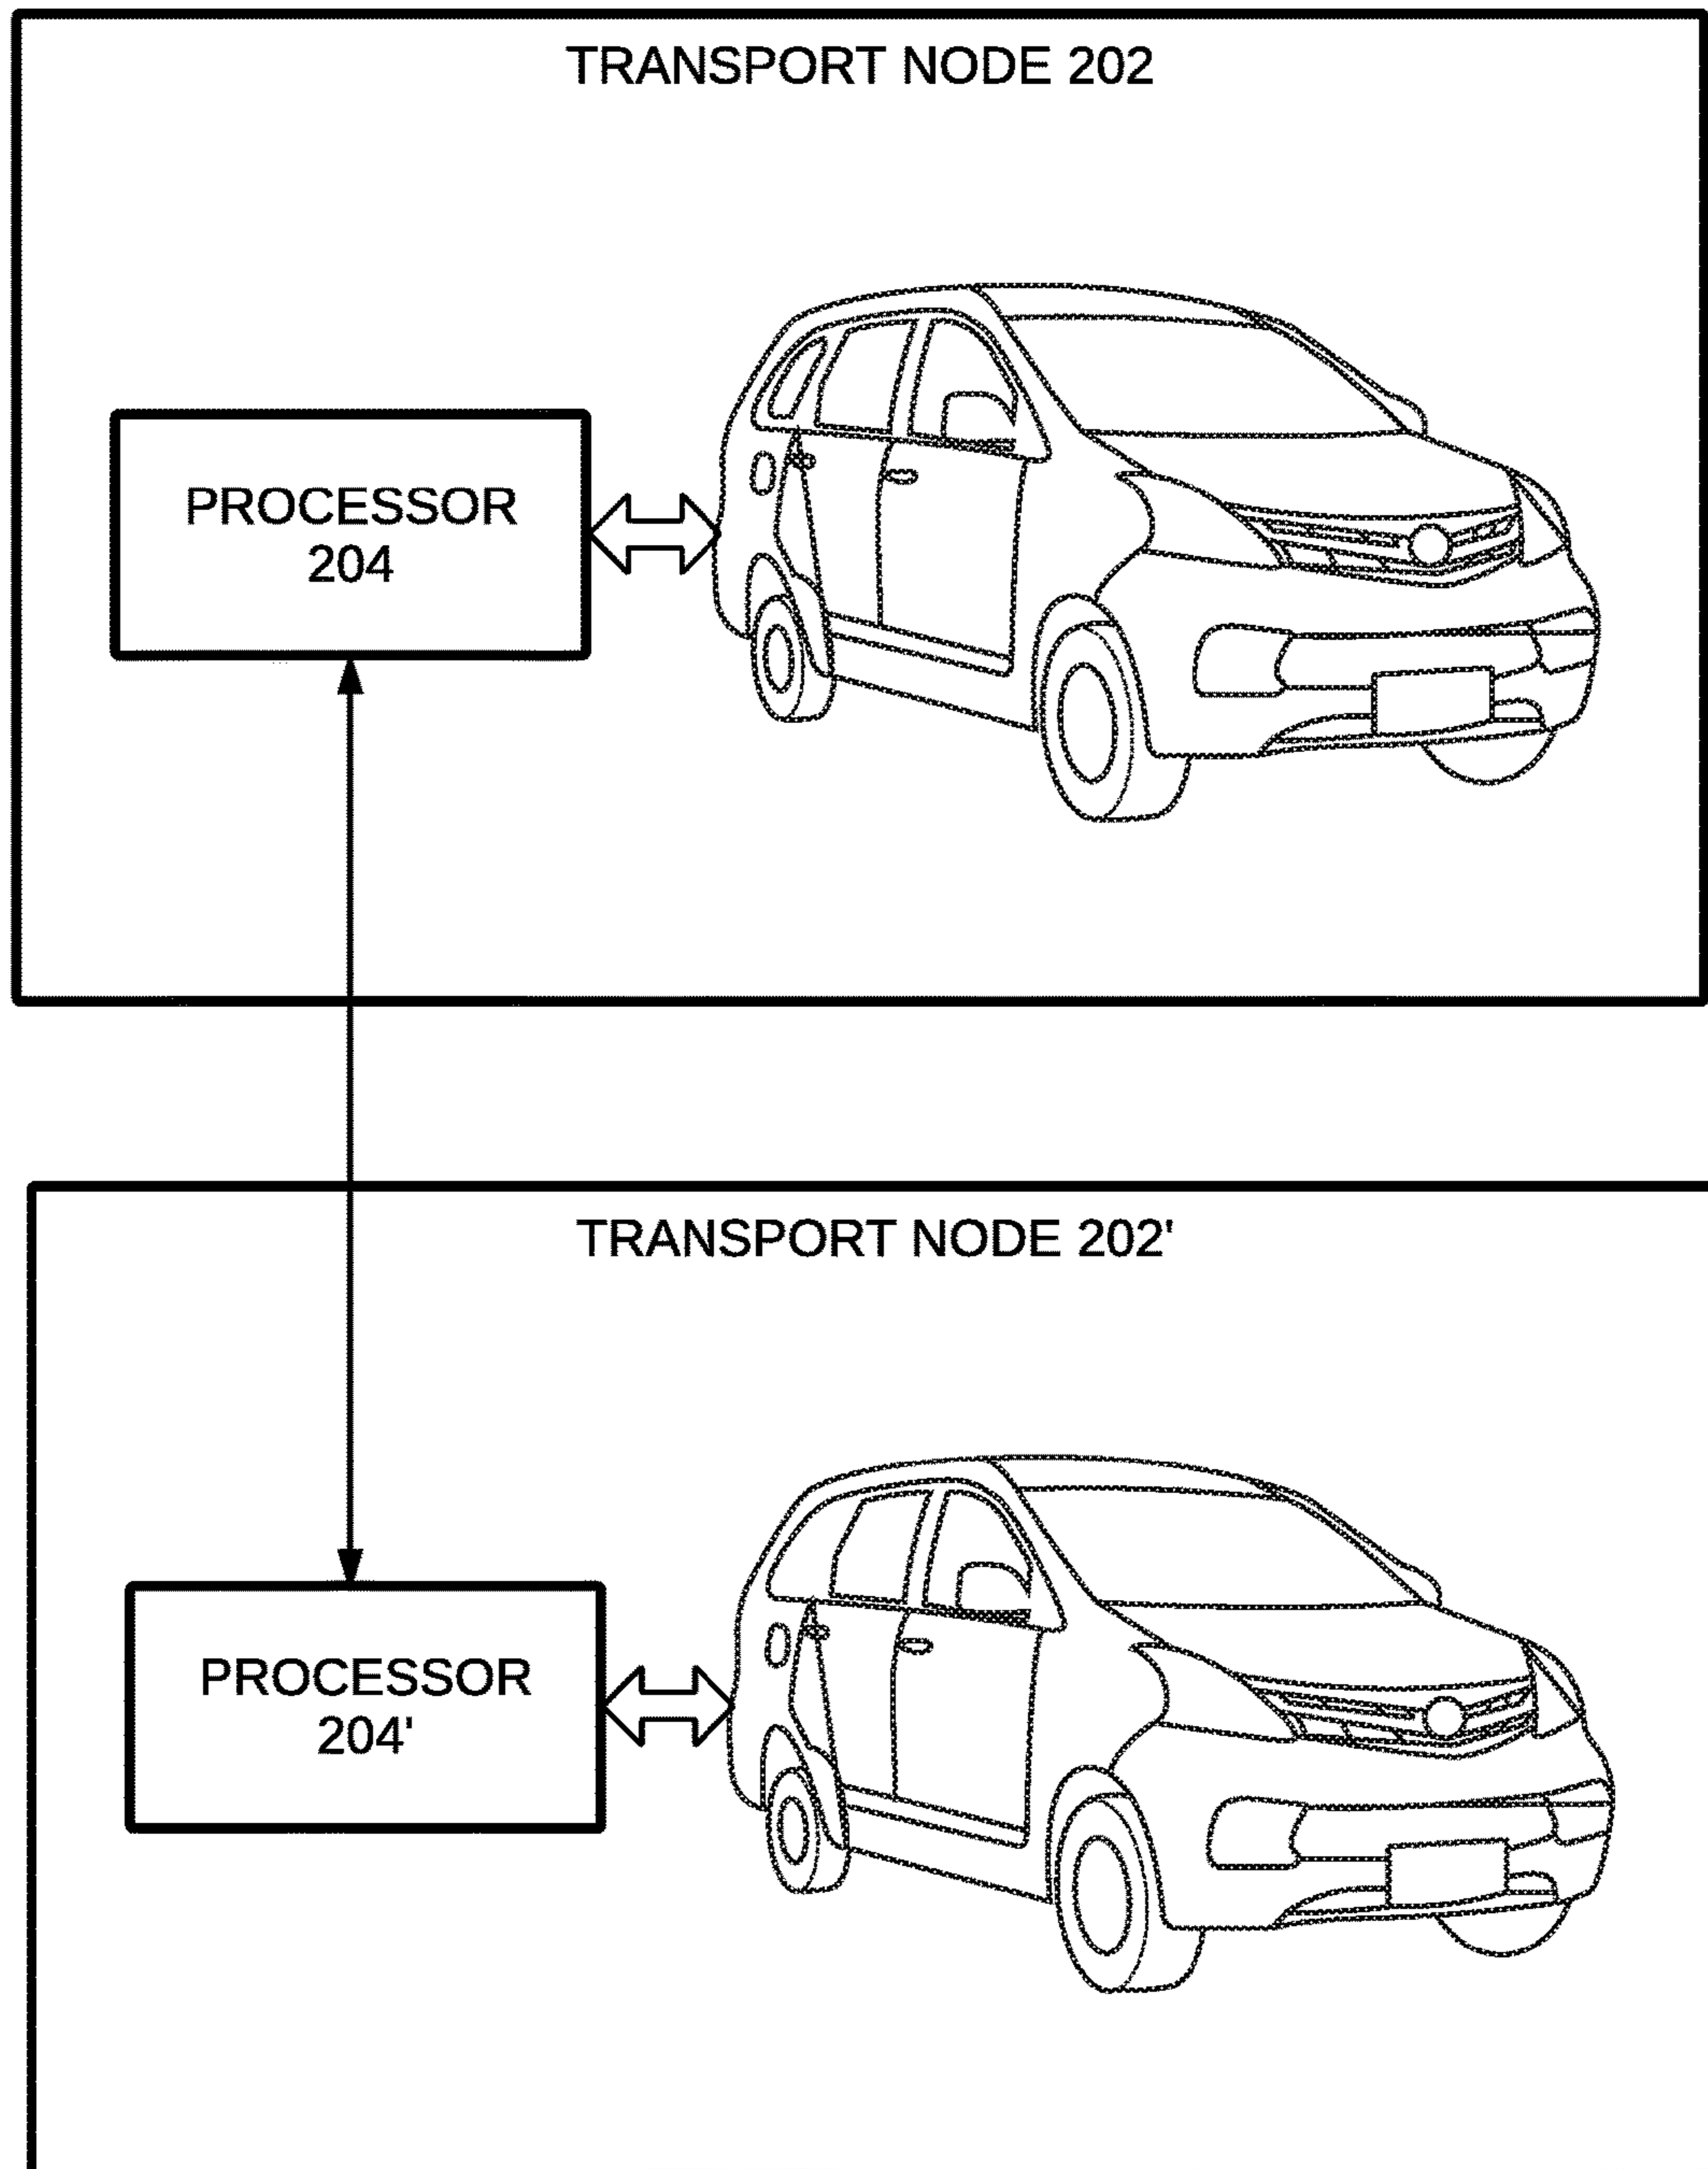 TRANSPORT NODE 202
PROCESSOR
204
TRANSPORT NODE 202'
PROCESSOR
204'